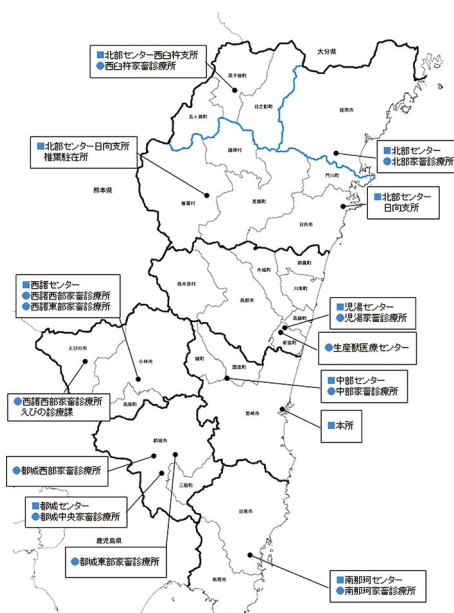 ■北部センター西臼杵支所
●西臼杵家畜診療所
大分県
高千穂町
日之影町
五ヶ瀬町
延岡市
■北部センター日向支所
椎葉駐在所
■北部センター
●北部家畜診療所
諸塚村
門川町
熊本県
椎葉村
美郷町
■北部センター
日向支所
日向市
西米良村
木城町
都農町
川南町
西都市
■西諸センター
●西諸西部家畜診療所
●西諸東部家畜診療所
高鍋町
新富町
■児湯センター
●児湯家畜診療所
●生産獣医療センター
えびの市
小林市
綾町
国富町
■中部センター
●中部家畜診療所
●西諸西部家畜診療所
えびの診療課
高原町
宮崎市
■本所
都城市
●都城西部家畜診療所
三股町
■都城センター
●都城中央家畜診療所
日南市
鹿児島県
●都城東部家畜診療所
串間市
■南那珂センター
●南那珂家畜診療所